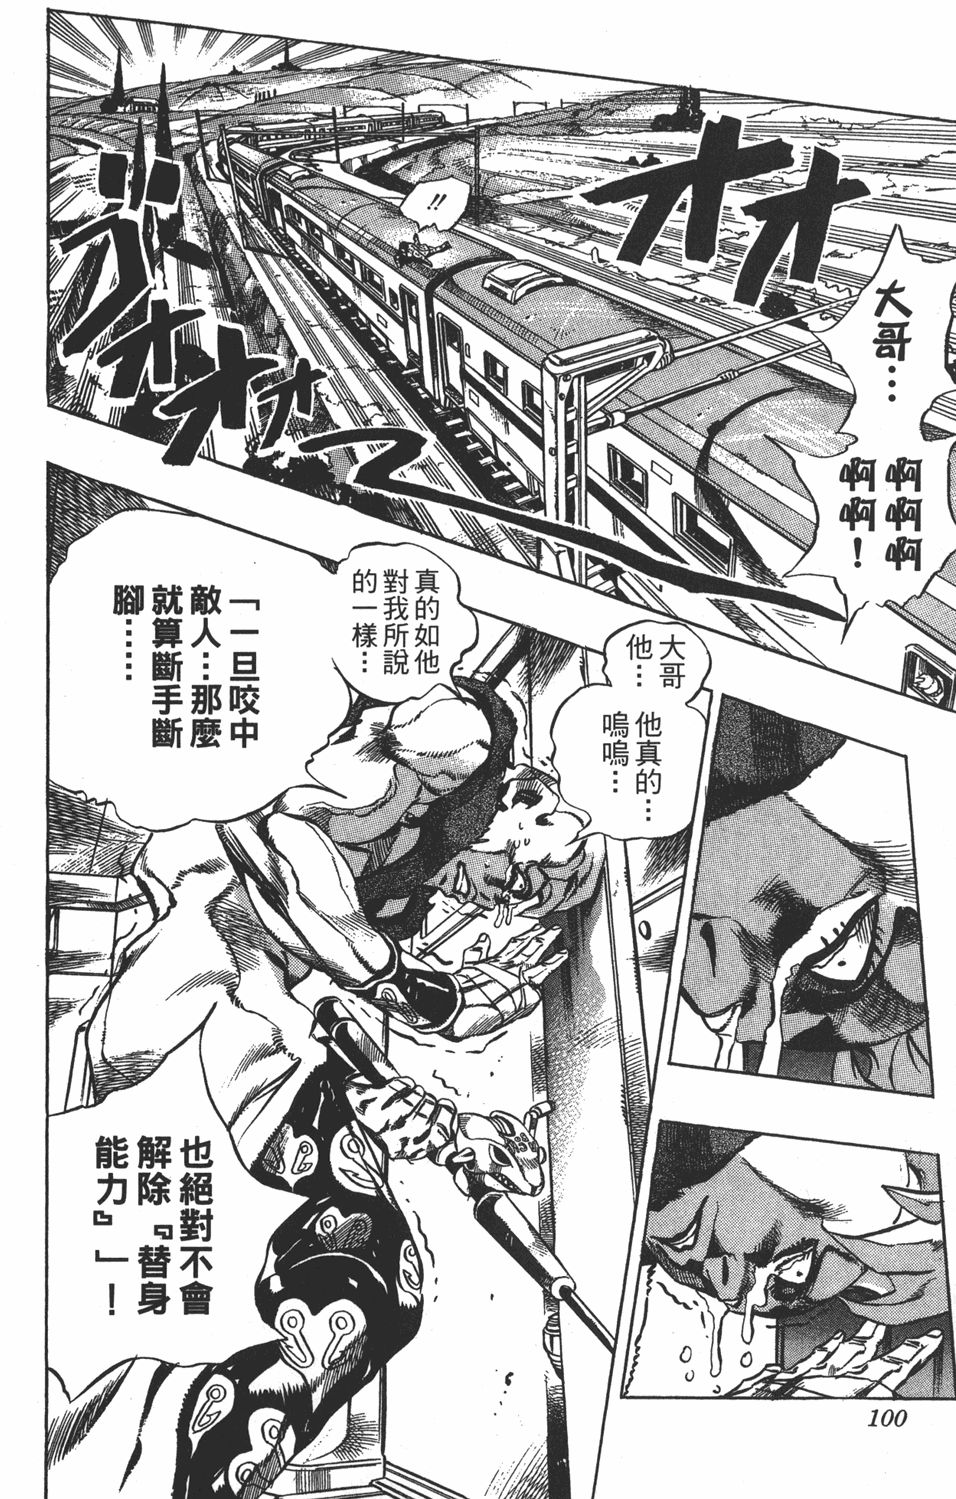 大哥…
啊啊啊
啊啊！
!!
オオ
ゴオオオオ
大哥
他…
他真的…
嗚嗚…
真的如他
對我所說
的一樣…
「一旦咬中
敵人…那麼
就算斷手斷
腳……
也絕對不會
解除『替身
能力』」！
100